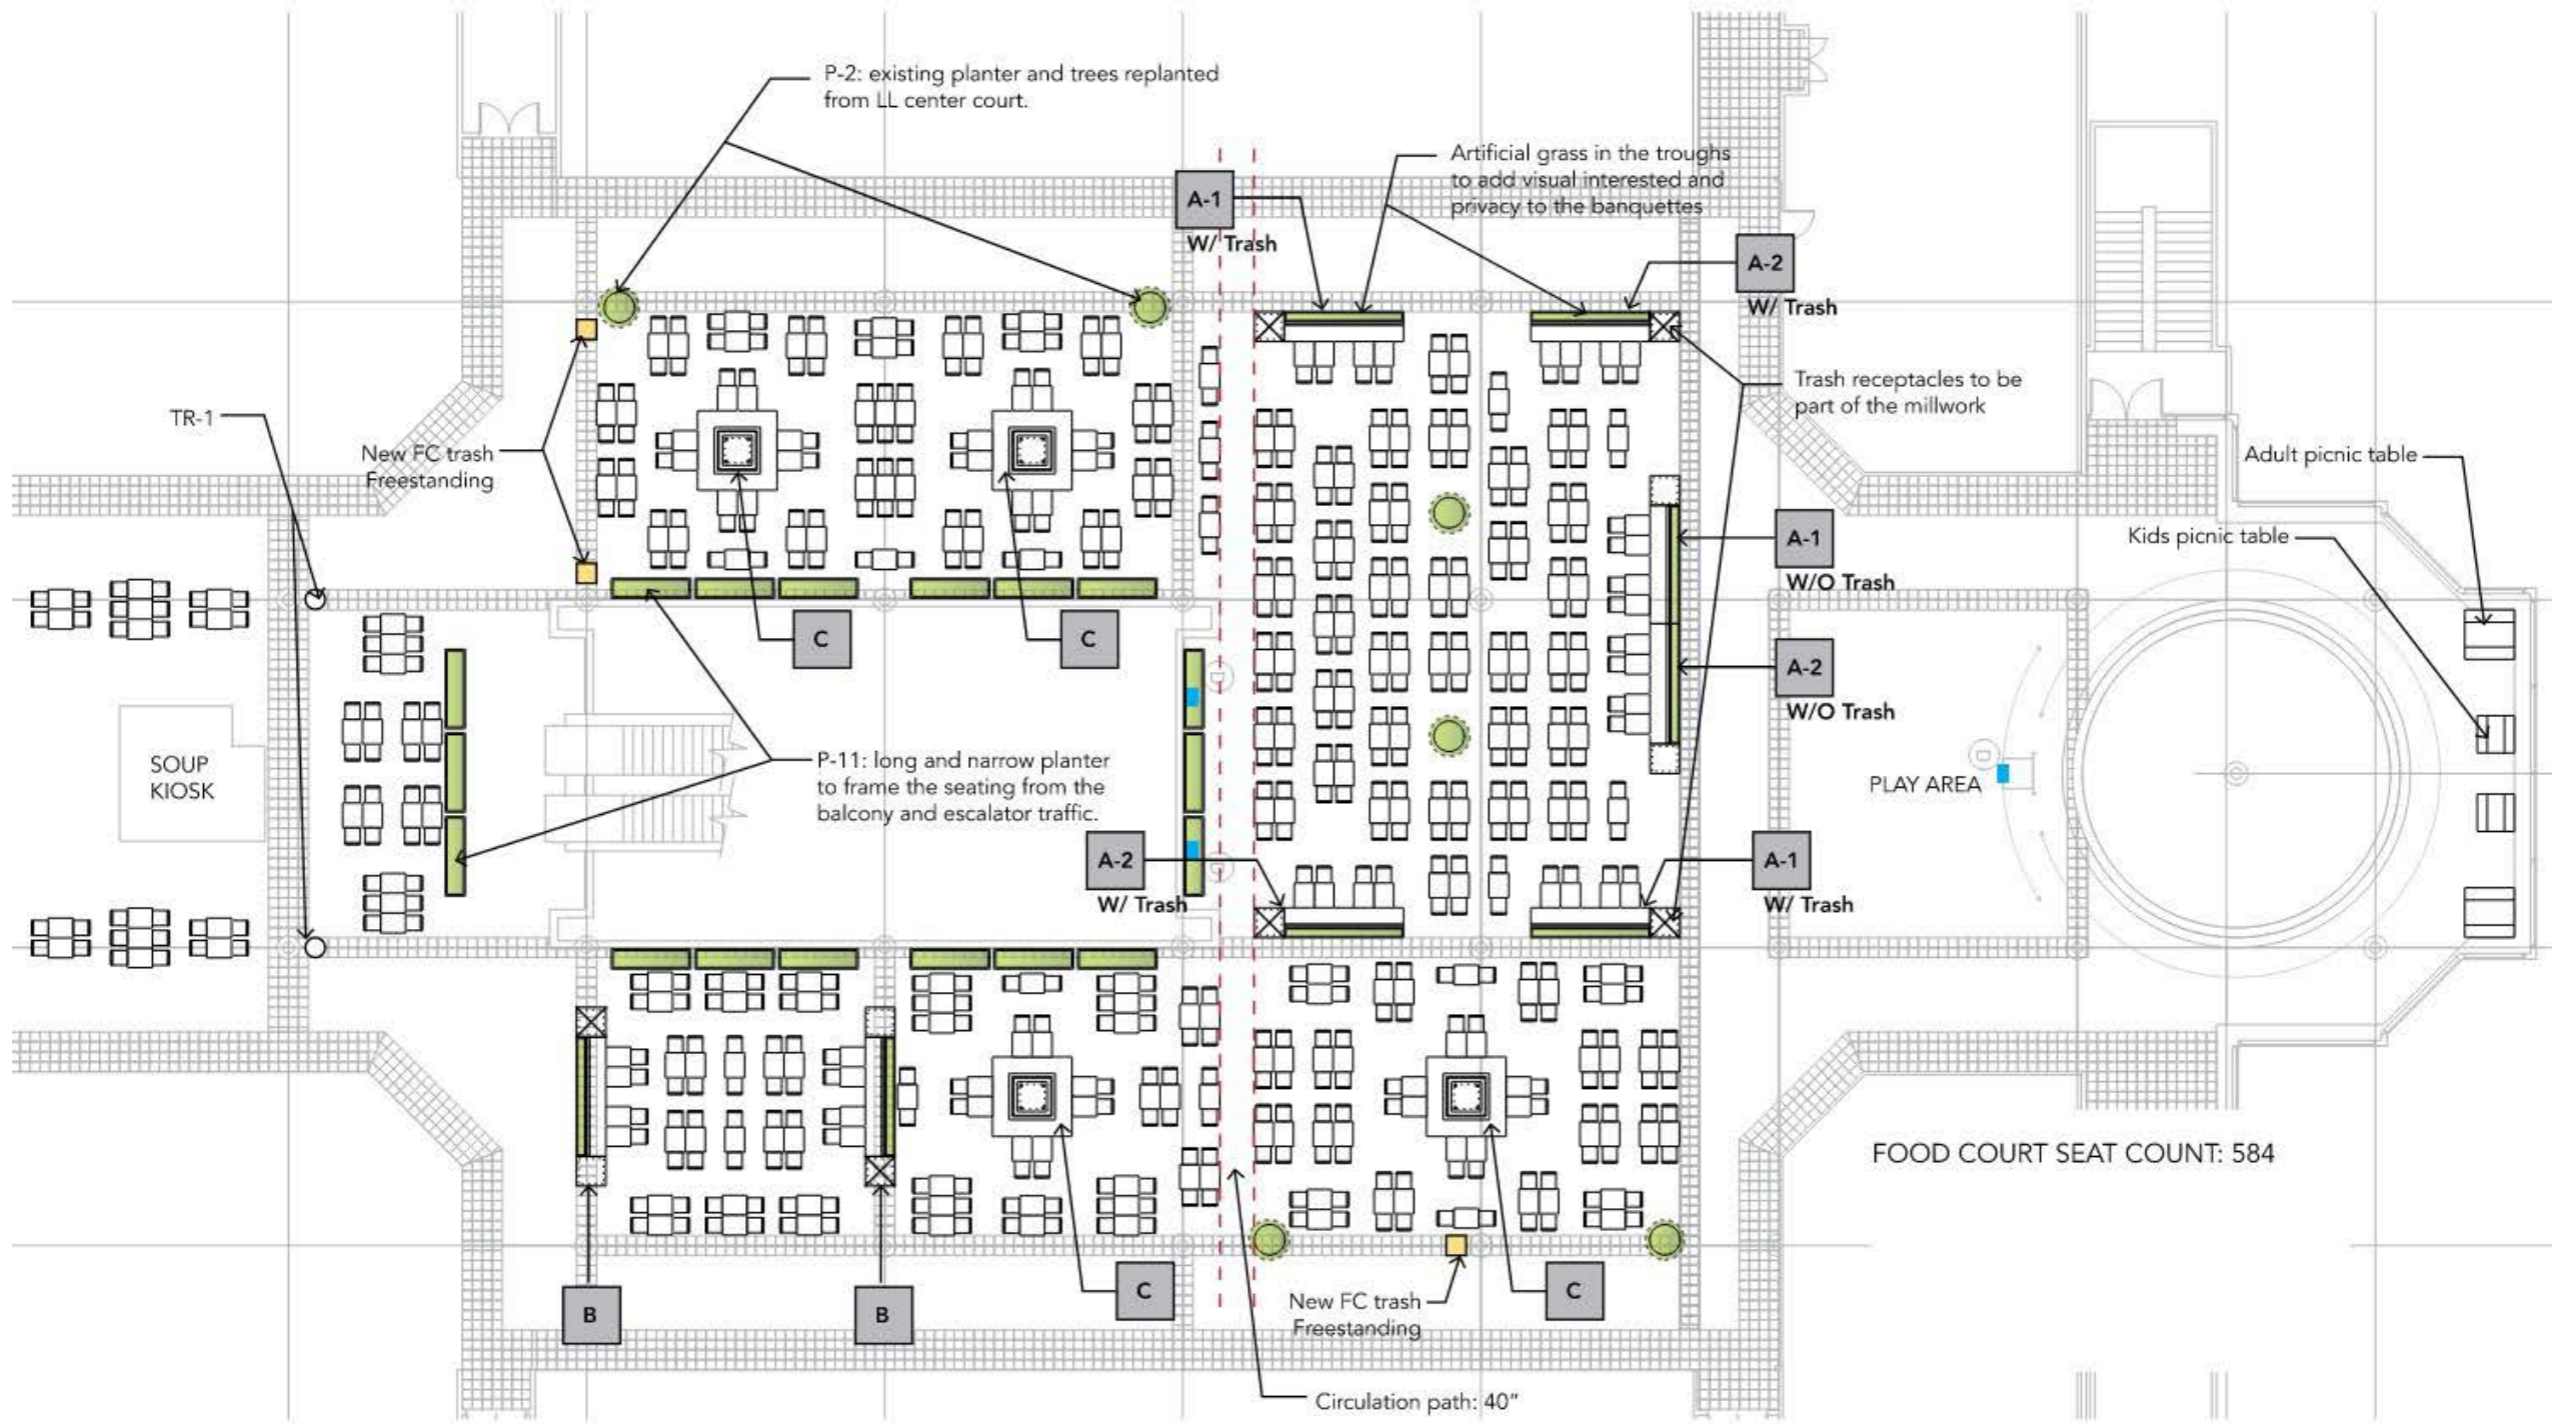 P-2: existing planter and trees replanted
from LL center court.
Artificial grass in the troughs
to add visual interested and
privacy to the banquettes
A-1
W/ Trash
A-2
W/ Trash
Trash receptacles to be
part of the millwork
TR-1
New FC trash
Freestanding
Adult picnic table
Kids picnic table
A-1
W/O Trash
C
C
A-2
W/O Trash
SOUP
KIOSK
P-11: long and narrow planter
to frame the seating from the
balcony and escalator traffic.
PLAY AREA
A-2
W/ Trash
A-1
W/ Trash
FOOD COURT SEAT COUNT: 584
B
B
C
New FC trash
Freestanding
C
Circulation path: 40"